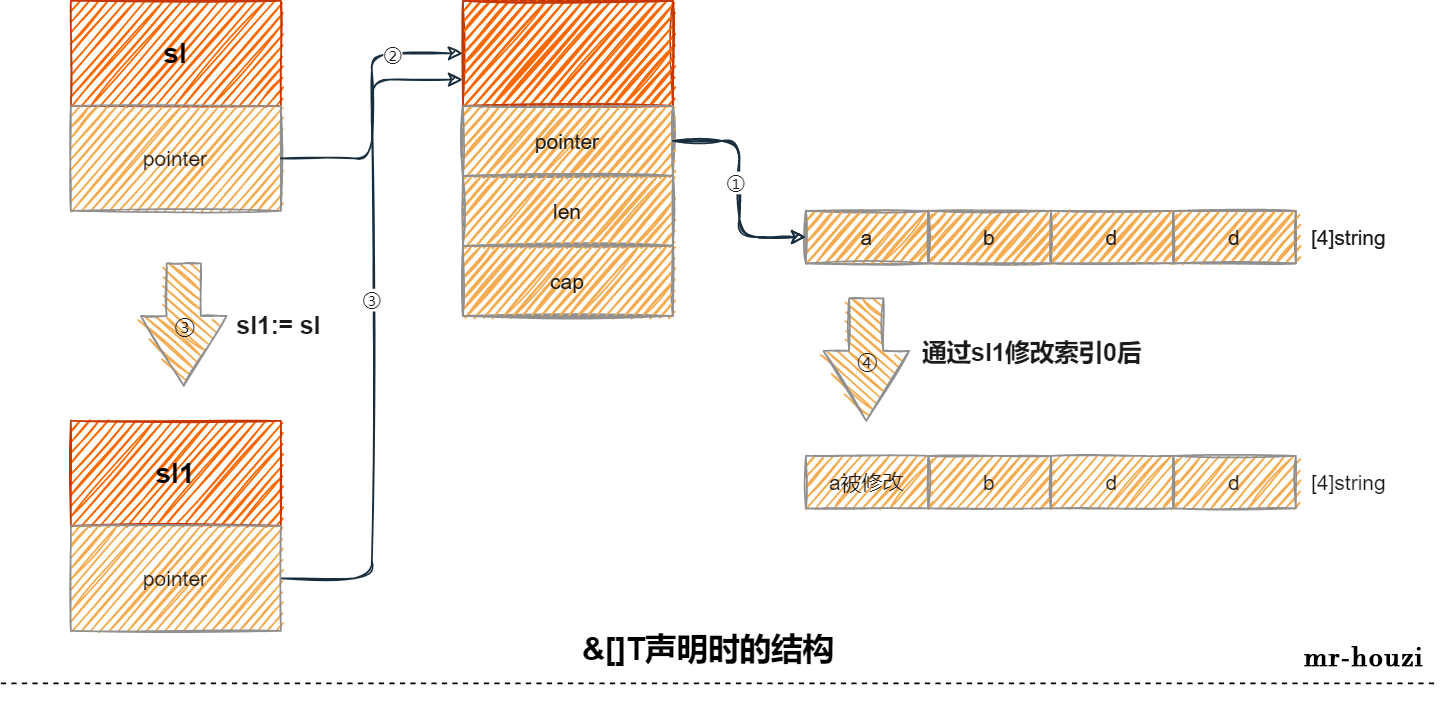 sl
②
pointer
pointer
①
len
a
b
d
d
[4]string
cap
③
③
sl1:= sl
④
通过sl1修改索引0后
sl1
a被修改
b
d
d
[4]string
pointer
&[]T声明时的结构
mr-houzi